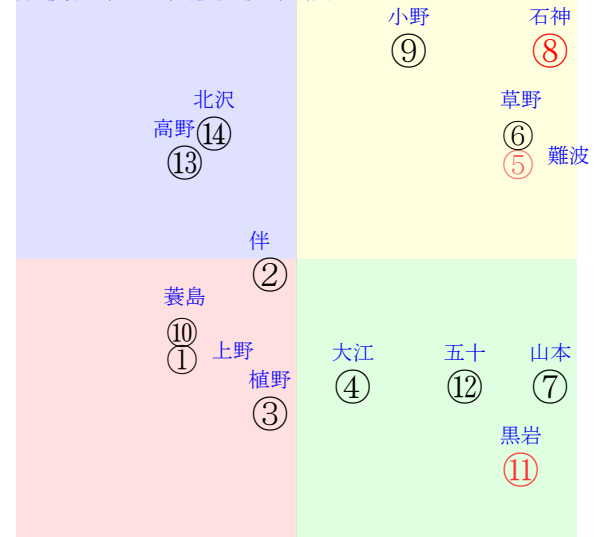 小野
石神
⑨
⑧
北沢
草野
高野
⑭
⑥
⑬
⑤
難波
伴
②
蓑島
⑩
①
上野
大江
五十
山本
植野
④
⑫
⑦
③
黒岩
⑪